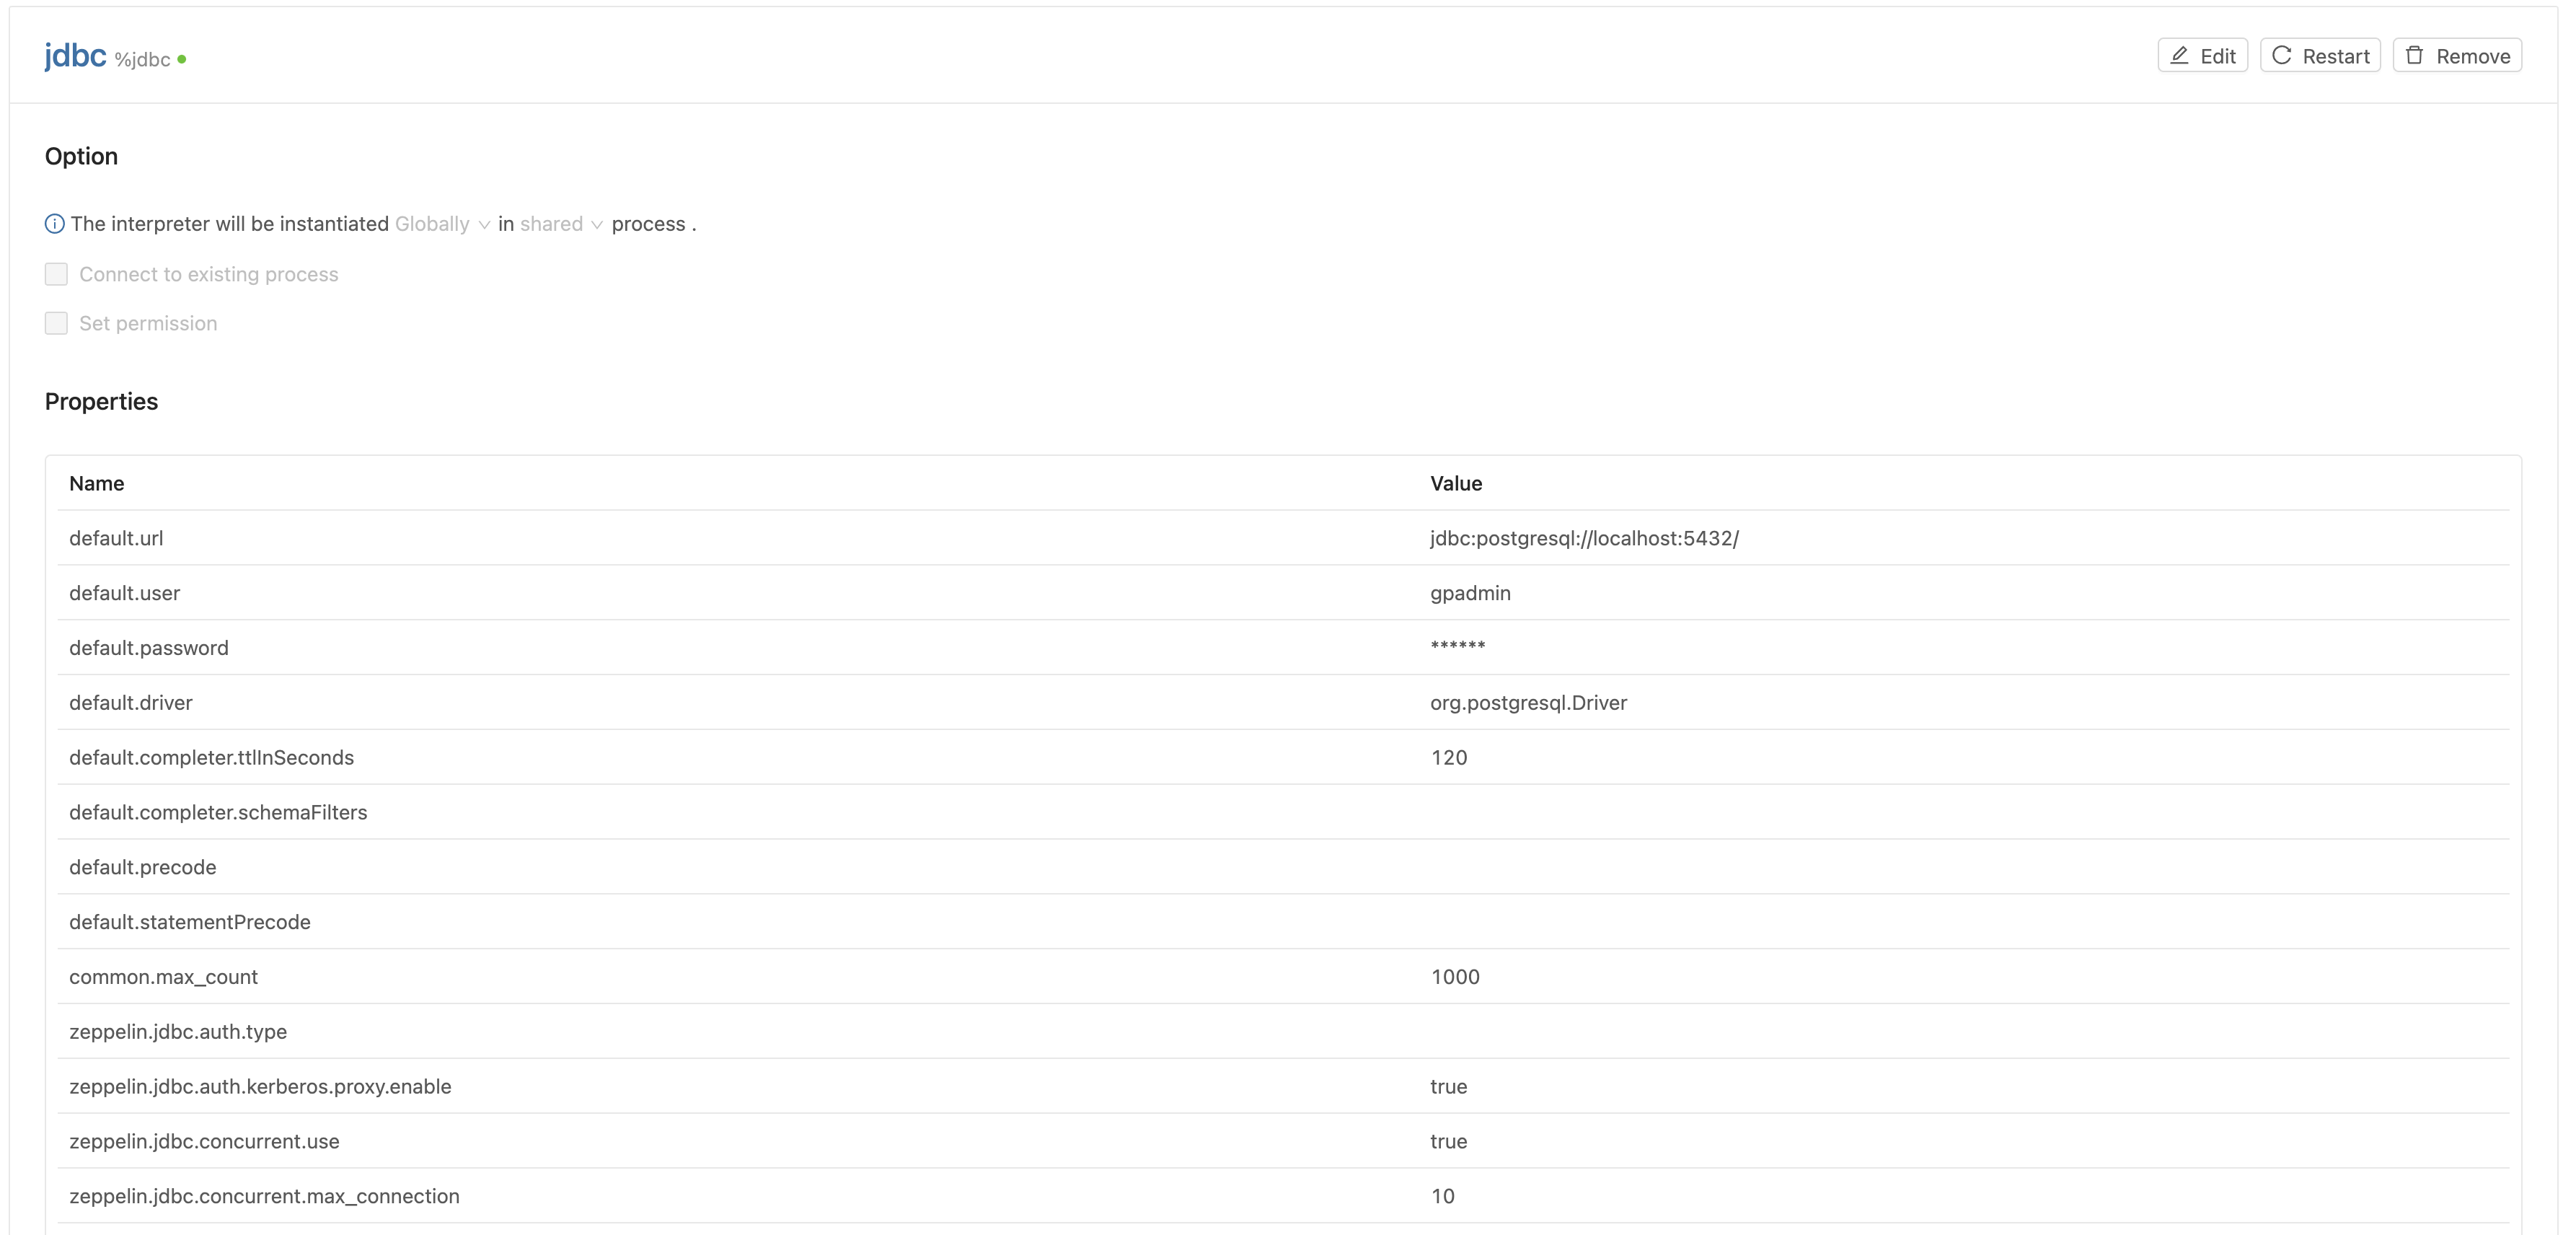 jdbc %jdbc
Edit Restart Remove
Option
The interpreter will be instantiated Globally in shared process .
Connect to existing process
Set permission
Properties
Name Value
default.url jdbc:postgresql://localhost:5432/
default.user gpadmin
default.password ******
default.driver org.postgresql.Driver
default.completer.ttlInSeconds 120
default.completer.schemaFilters
default.precode
default.statementPrecode
common.max_count 1000
zeppelin.jdbc.auth.type
zeppelin.jdbc.auth.kerberos.proxy.enable true
zeppelin.jdbc.concurrent.use true
zeppelin.jdbc.concurrent.max_connection 10